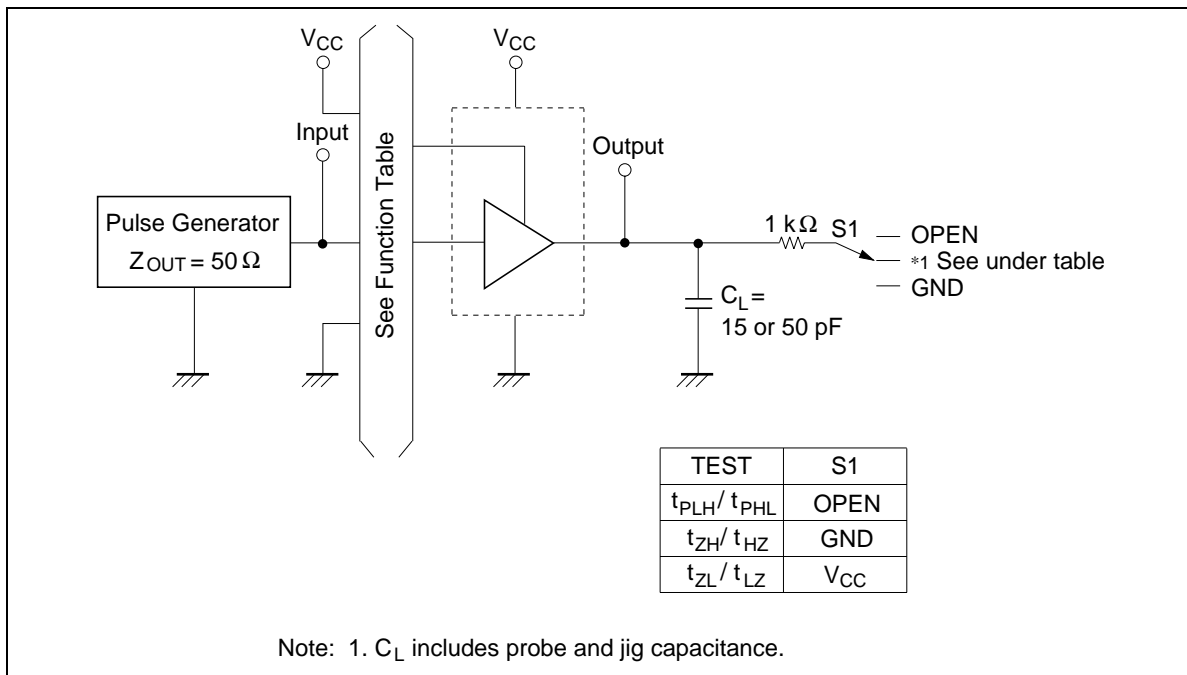 VCC
VCC
Input
Output
See Function Table
Pulse Generator
ZOUT = 50 Ω
1 kΩ
S1
OPEN
*1 See under table
GND
CL =
15 or 50 pF
TEST S1
tPLH / tPHL OPEN
tZH / tHZ GND
tZL / tLZ VCC
Note: 1. CL includes probe and jig capacitance.